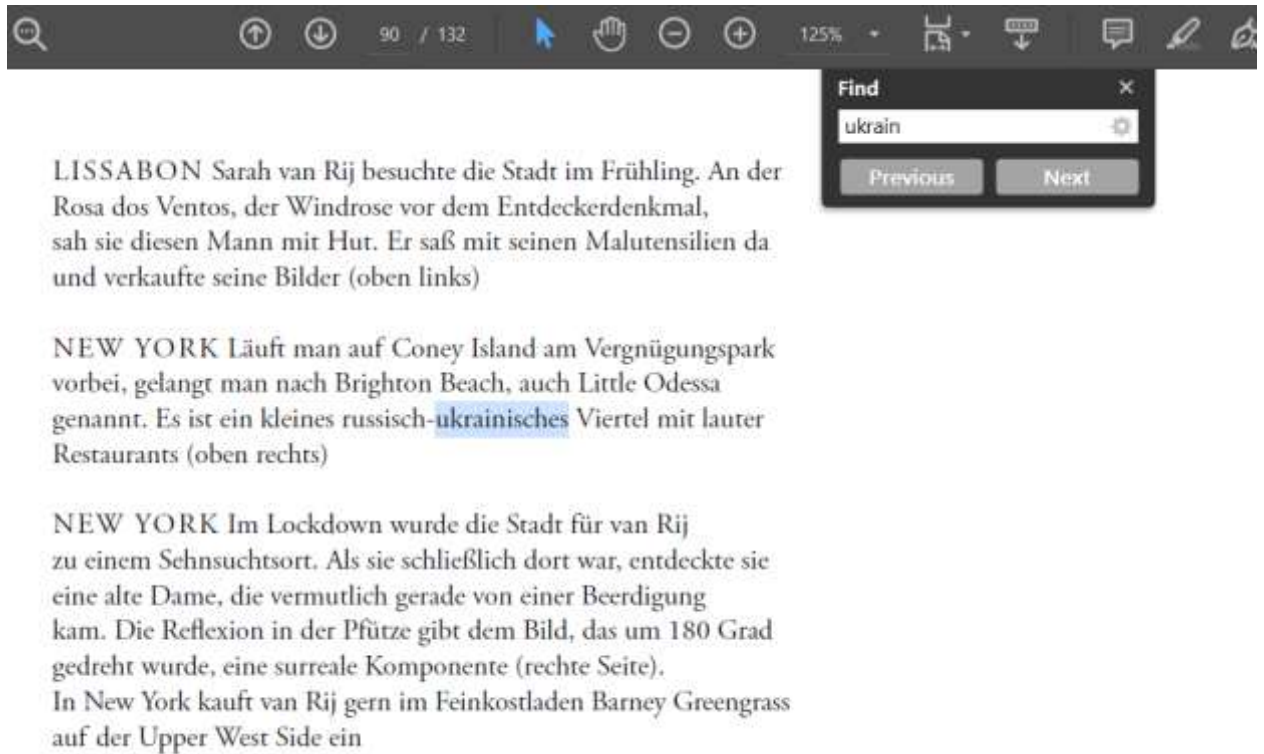 90 / 132
125%
Find
ukrain
Previous
Next
LISSABON Sarah van Rij besuchte die Stadt im Frühling. An der
Rosa dos Ventos, der Windrose vor dem Entdeckerdenkmal,
sah sie diesen Mann mit Hut. Er saß mit seinen Malutensilien da
und verkaufte seine Bilder (oben links)
NEW YORK Läuft man auf Coney Island am Vergnügungspark
vorbei, gelangt man nach Brighton Beach, auch Little Odessa
genannt. Es ist ein kleines russisch-ukrainisches Viertel mit lauter
Restaurants (oben rechts)
NEW YORK Im Lockdown wurde die Stadt für van Rij
zu einem Sehnsuchtsort. Als sie schließlich dort war, entdeckte sie
eine alte Dame, die vermutlich gerade von einer Beerdigung
kam. Die Reflexion in der Pfütze gibt dem Bild, das um 180 Grad
gedreht wurde, eine surreale Komponente (rechte Seite).
In New York kauft van Rij gern im Feinkostladen Barney Greengrass
auf der Upper West Side ein